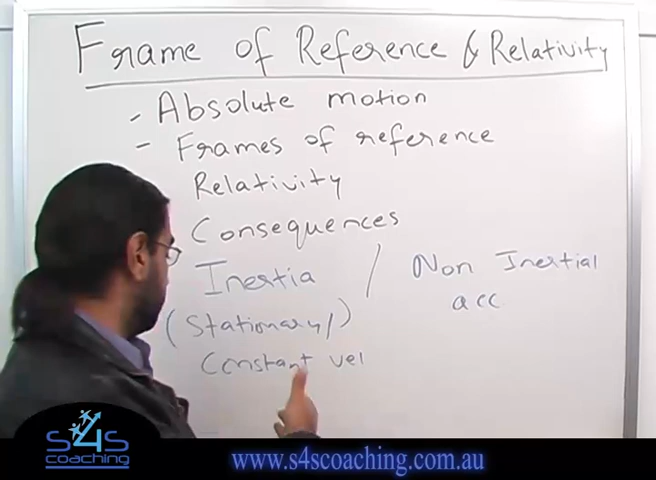 Frame of Reference & Relativity
- Absolute motion
- Frames of reference
Relativity
Consequences
Inertia / Non Inertial
(Stationary/) acc
Constant vel
S4S
coaching
www.s4scoaching.com.au